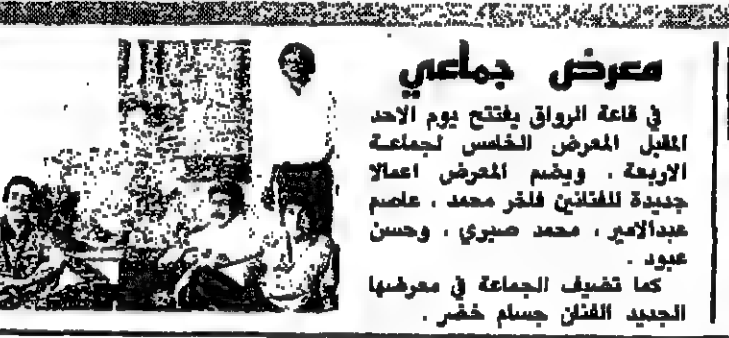 معرض جماعي
في قاعة الرواق يفتتح يوم الاحد
المقبل المعرض الخامس لجماعة
الاربعة ، ويضم المعرض اعمالا
جديدة للفنانين فاخر محمد ، عاصم
عبدالامير ، محمد صبري ، وحسن
عبود .
كما تضيف الجماعة في معرضها
الجديد الفنان حسام خضر .